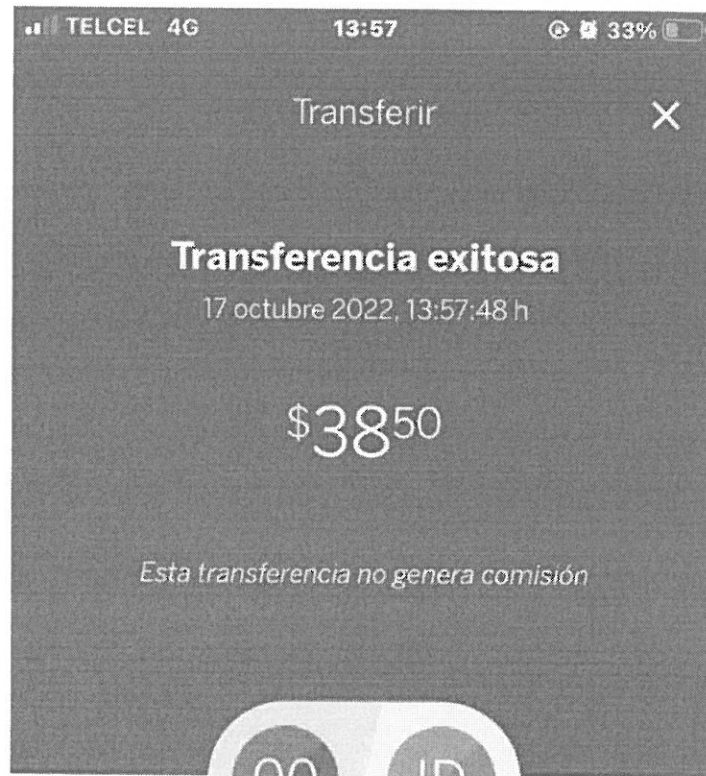 TELCEL 4G 13:57 33%
Transferir
Transferencia exitosa
17 octubre 2022, 13:57:48 h
$3850
Esta transferencia no genera comisión